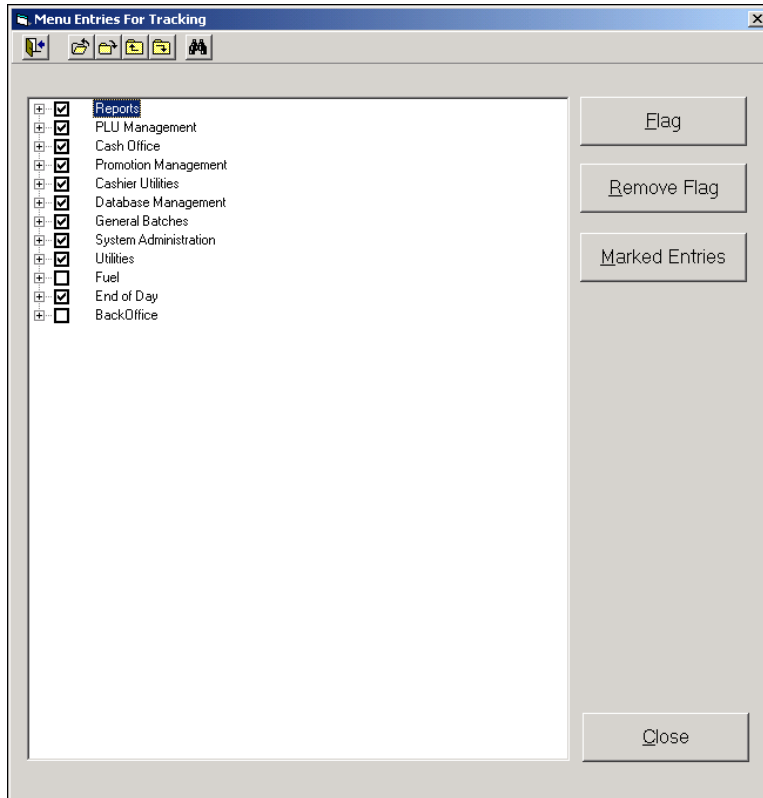 Menu Entries For Tracking
Reports
PLU Management
Cash Office
Promotion Management
Cashier Utilities
Database Management
General Batches
System Administration
Utilities
Fuel
End of Day
BackOffice
Flag
Remove Flag
Marked Entries
Close